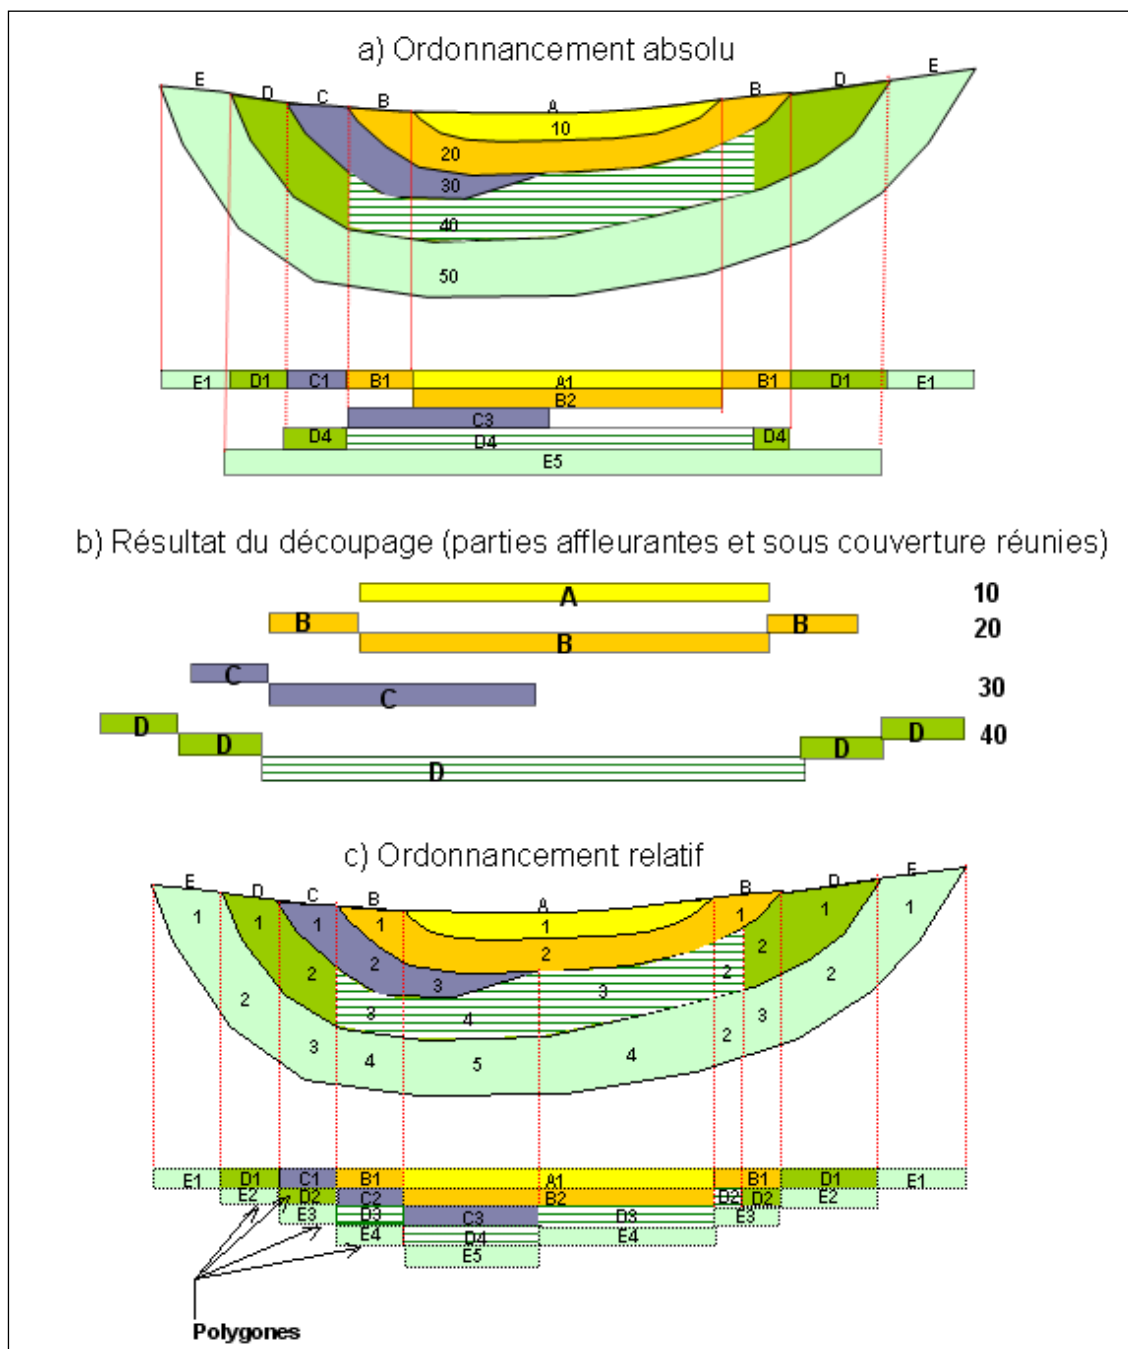 a) Ordonnancement absolu
E D C B A B D E
10
20
30
40
50
E1 D1 C1 B1 A1 B1 D1 E1
B2
C3
D4 D4 D4
E5
b) Résultat du découpage (parties affleurantes et sous couverture réunies)
A 10
B B 20
B
C 30
C
D D 40
D D
D
c) Ordonnancement relatif
E D C B A B D E
1 1 1 1 1 1 1 1
2 2 2 2 2 2 2
2 3 3 3
3 4 3
3 4 5 4 2
E1 D1 C1 B1 A1 B1 D1 E1
E2 D2 C2 B2 D2 D2 E2
E3 D3 C3 D3 E3
E4 D4 E4
E5
Polygones